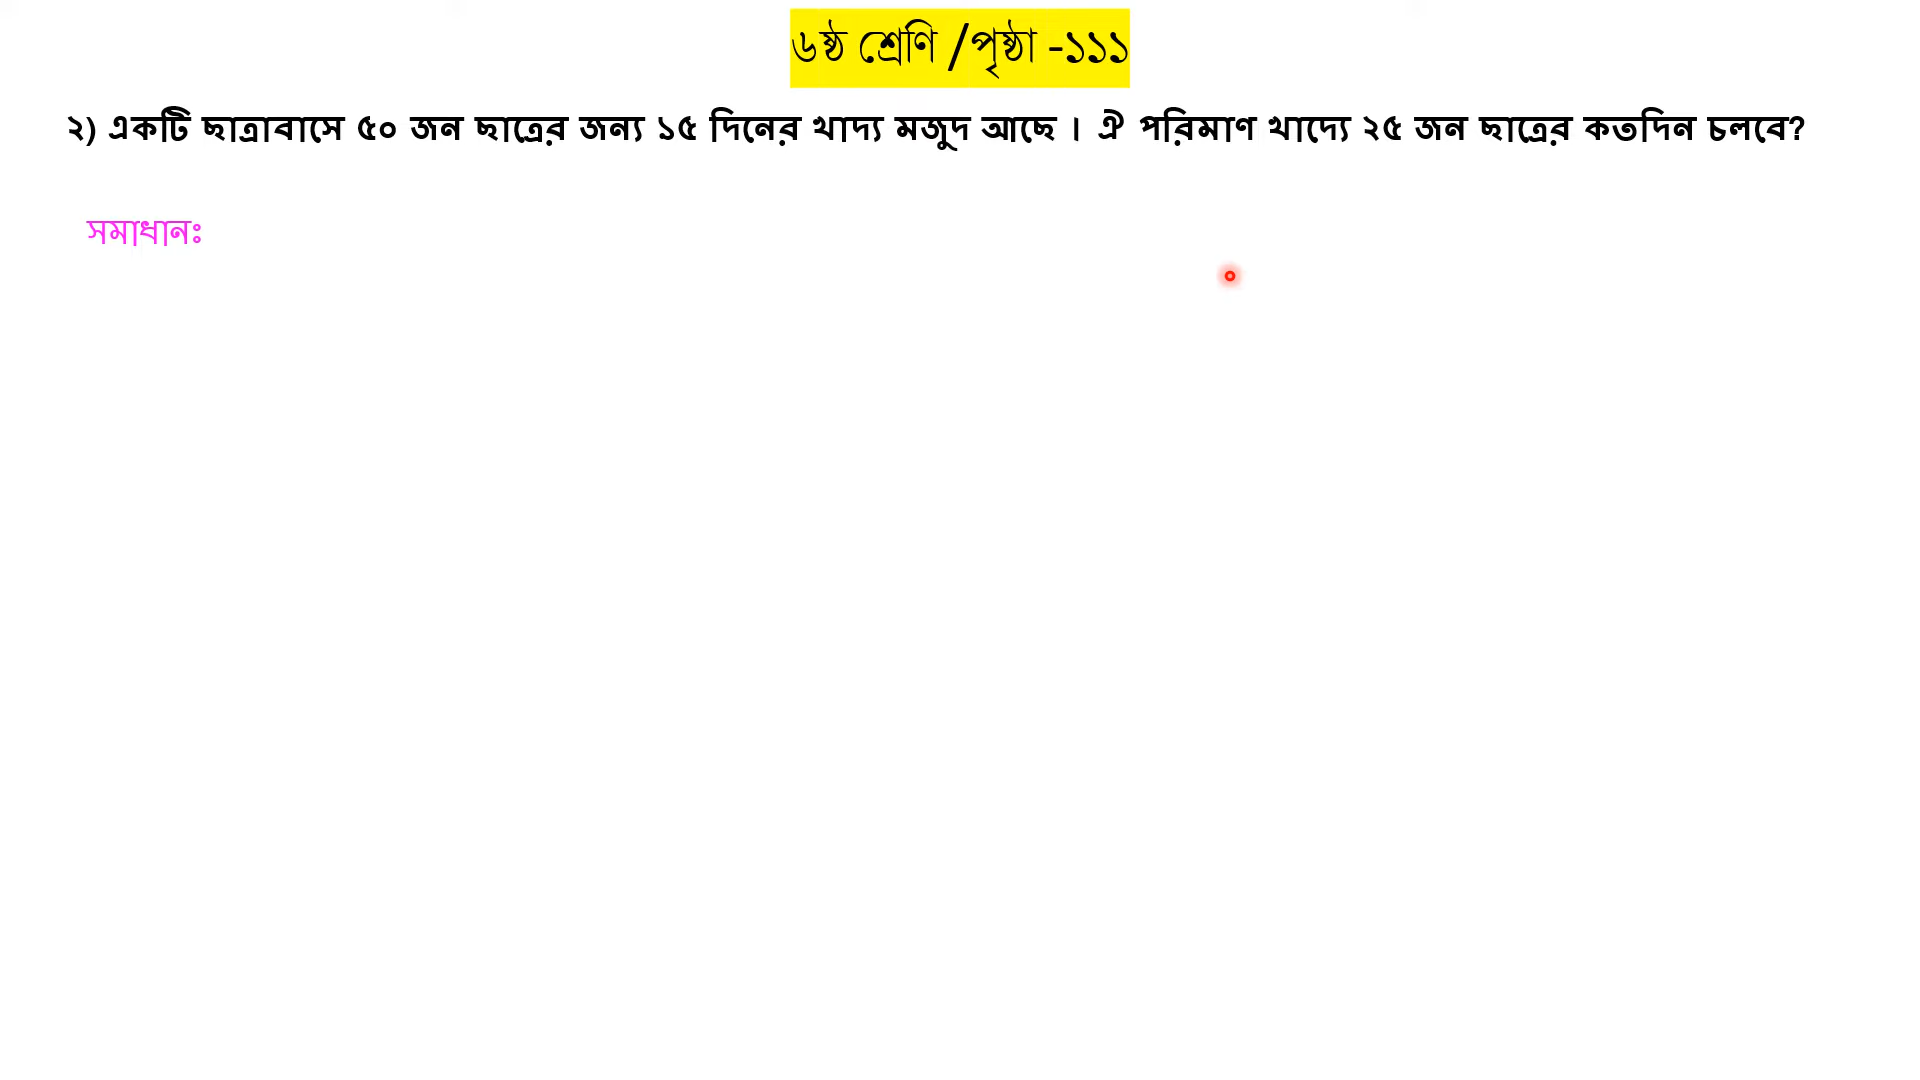 ৬ষ্ঠ শ্রেণি /পৃষ্ঠা -১১১
২) একটি ছাত্রাবাসে ৫০ জন ছাত্রের জন্য ১৫ দিনের খাদ্য মজুদ আছে । ঐ পরিমাণ খাদ্যে ২৫ জন ছাত্রের কতদিন চলবে?
সমাধানঃ